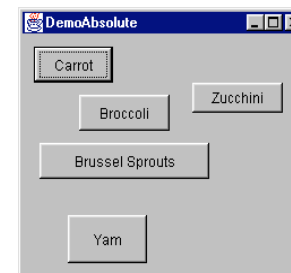 DemoAbsolute
Carrot
Zucchini
Broccoli
Brussel Sprouts
Yam